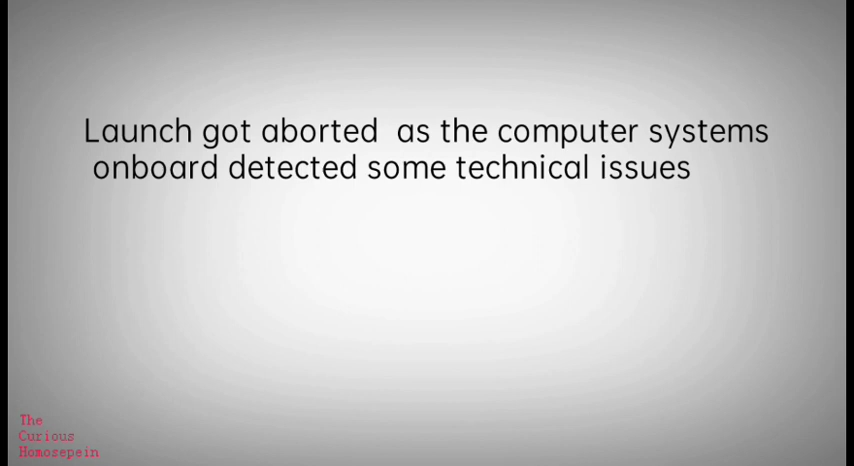 Launch got aborted  as the computer systems
onboard detected some technical issues
The
Curious
Homosepein